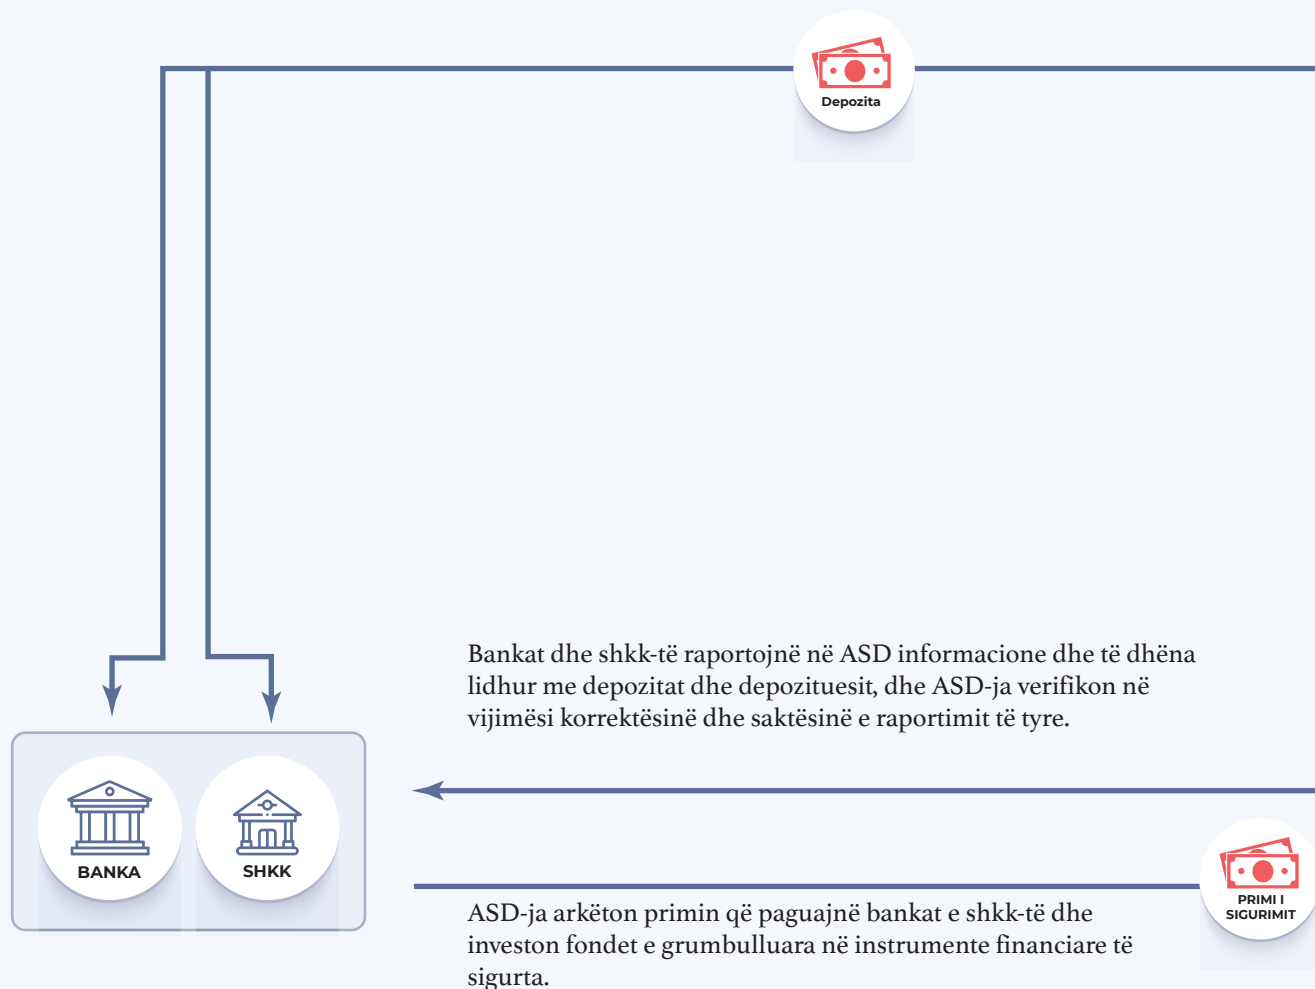 Depozita
Bankat dhe shkk-të raportojnë në ASD informacione dhe të dhëna
lidhur me depozitat dhe depozituesit, dhe ASD-ja verifikon në
vijimësi korrektësinë dhe saktësinë e raportimit të tyre.
BANKA
SHKK
PRIMI I
SIGURIMIT
ASD-ja arkëton primin që paguajnë bankat e shkk-të dhe
investon fondet e grumbulluara në instrumente financiare të
sigurta.